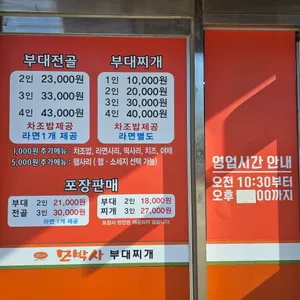 부대전골
2인 23,000원
3인 33,000원
4인 43,000원
차조밥제공
라면1개 제공
부대찌개
1인 10,000원
2인 20,000원
3인 30,000원
4인 40,000원
차조밥제공
라면별도
1,000원 추가메뉴 : 차조밥, 라면사리, 떡사리, 치즈, 야채
5,000원 추가메뉴 : 햄사리 ( 햄 · 소세지 선택 가능)
포장판매
부대전골
2인 21,000원
3인 30,000원
라면 1개 제공
부대찌개
2인 18,000원
3인 27,000원
부대찌개
영업시간 안내
오전 10:30부터
오후 00까지